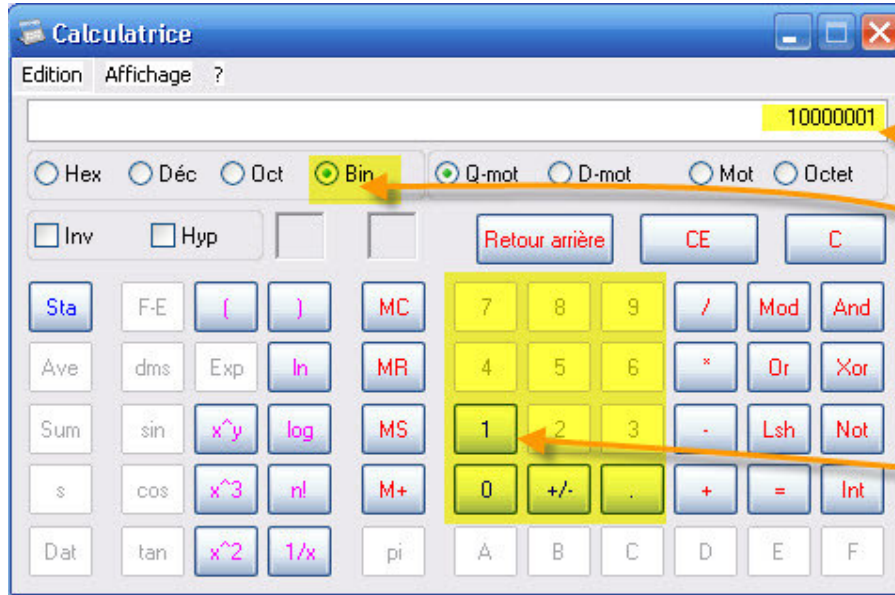 Calculatrice
Edition Affichage ?
10000001
Hex Déc Oct Bin Q-mot D-mot Mot Octet
Inv Hyp Retour arrière CE C
Sta F-E ( ) MC 7 8 9 / Mod And
Ave dms Exp ln MR 4 5 6 * Or Xor
Sum sin x^y log MS 1 2 3 - Lsh Not
s cos x^3 n! M+ 0 +/- . + = Int
Dat tan x^2 1/x pi A B C D E F